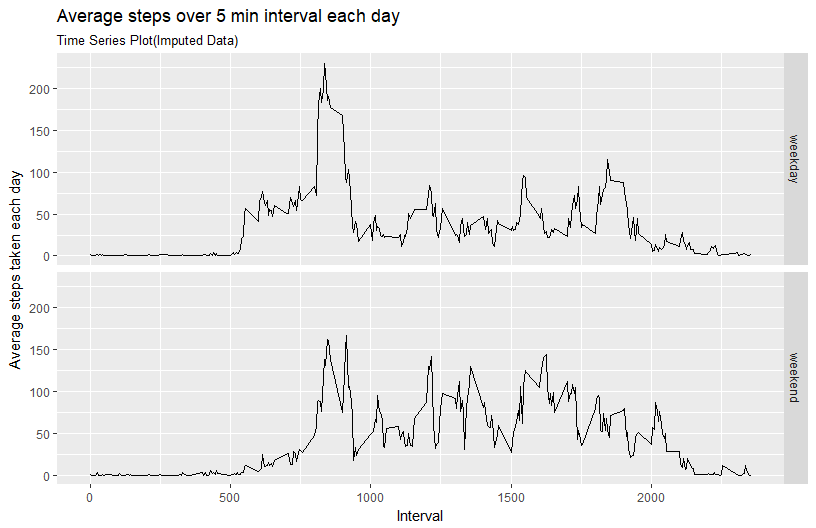 Average steps over 5 min interval each day
Time Series Plot(Imputed Data)
Average steps taken each day
200
150
100
50
0
weekday
200
150
100
50
0
weekend
0 500 1000 1500 2000
Interval